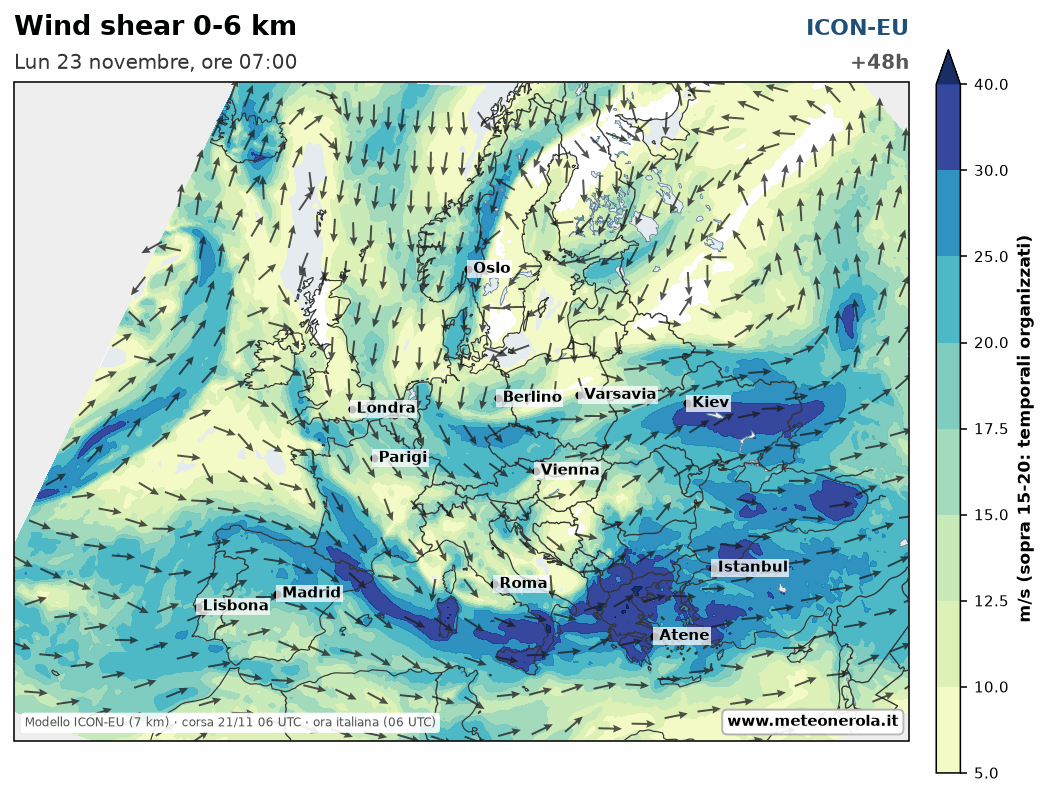 Wind shear 0-6 km
ICON-EU
Lun 23 novembre, ore 07:00
+48h
40.0
30.0
25.0
20.0
17.5
15.0
12.5
10.0
5.0
m/s (sopra 15-20: temporali organizzati)
Oslo
Londra
Berlino
Varsavia
Kiev
Parigi
Vienna
Istanbul
Roma
Madrid
Lisbona
Atene
Modello ICON-EU (7 km) · corsa 21/11 06 UTC · ora italiana (06 UTC)
www.meteonerola.it